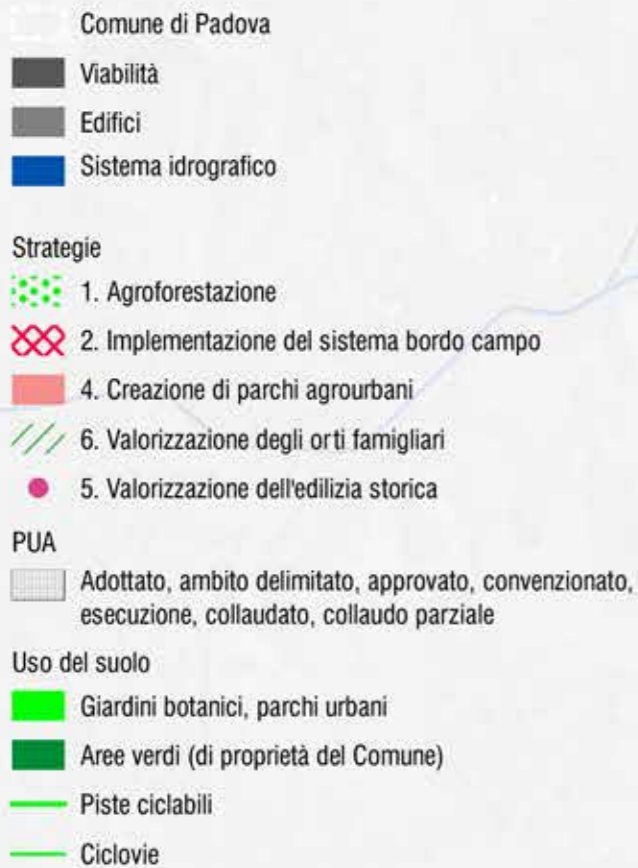 Comune di Padova
Viabilità
Edifici
Sistema idrografico
Strategie
1. Agroforestazione
2. Implementazione del sistema bordo campo
4. Creazione di parchi agrourbani
6. Valorizzazione degli orti famigliari
5. Valorizzazione dell'edilizia storica
PUA
Adottato, ambito delimitato, approvato, convenzionato,
esecuzione, collaudato, collaudo parziale
Uso del suolo
Giardini botanici, parchi urbani
Aree verdi (di proprietà del Comune)
Piste ciclabili
Ciclovie